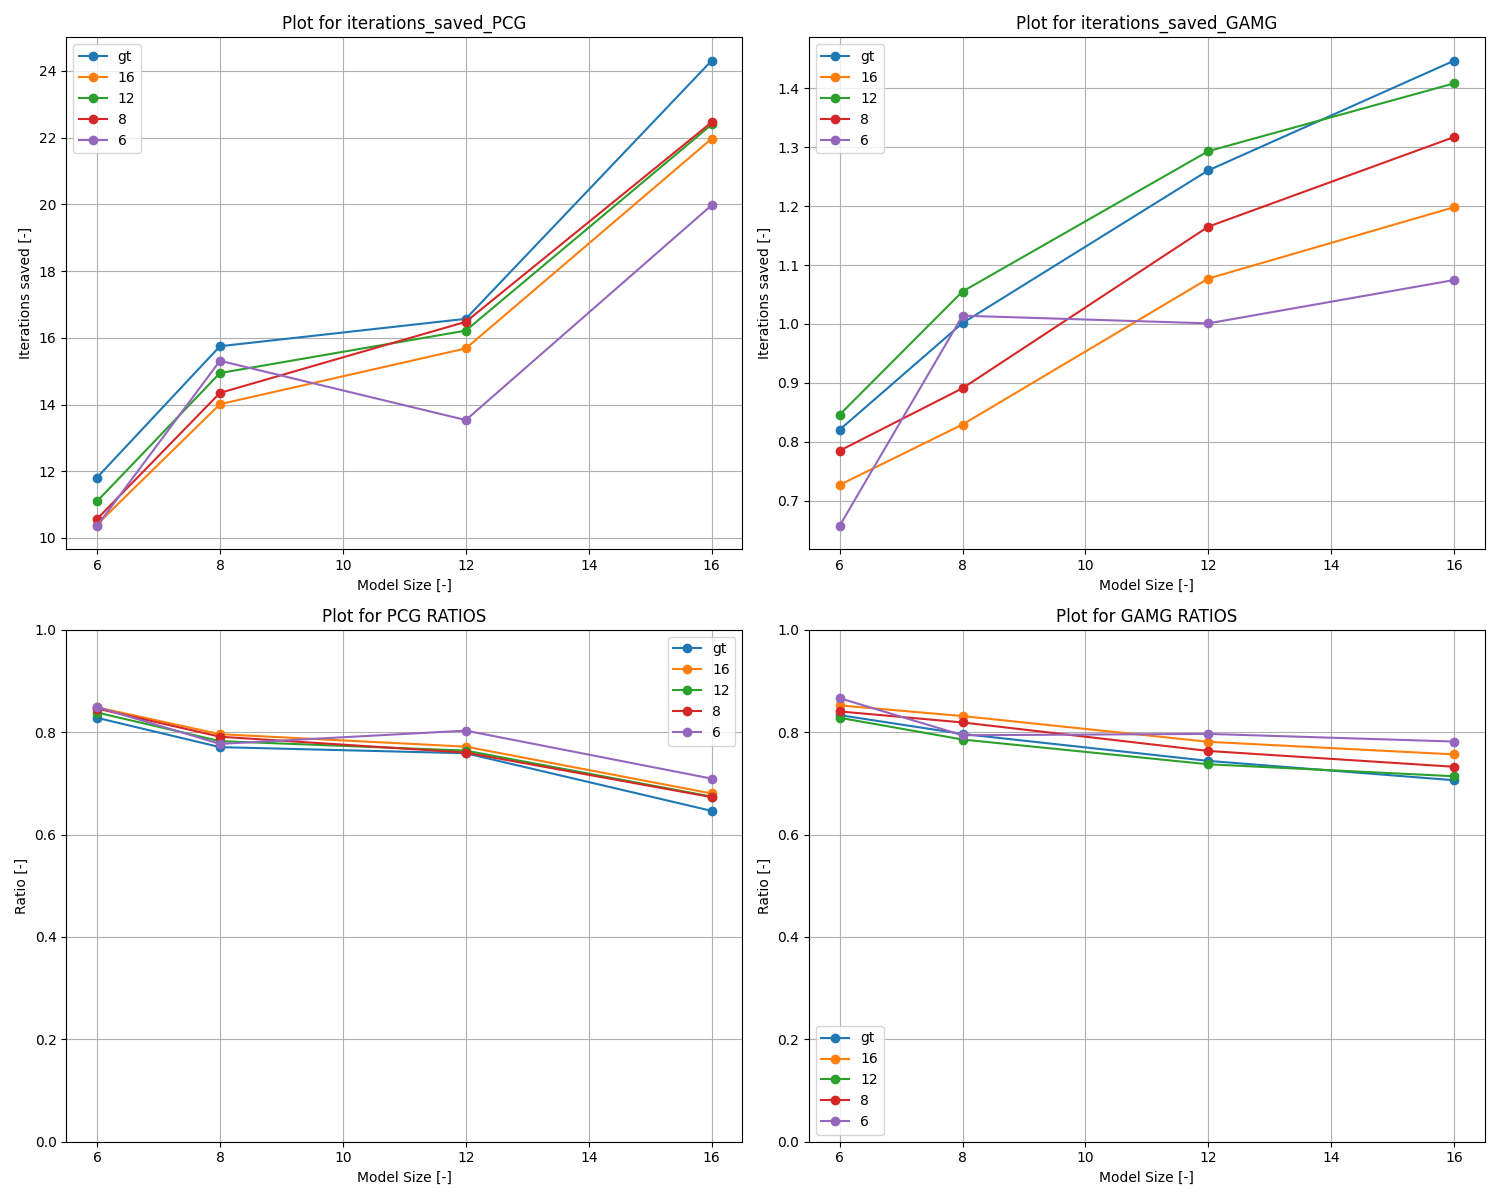 Plot for iterations_saved_PCG
gt
16
12
8
6
24
22
20
18
16
14
12
10
Iterations saved [-]
6 8 10 12 14 16
Model Size [-]
Plot for iterations_saved_GAMG
gt
16
12
8
6
1.4
1.3
1.2
1.1
1.0
0.9
0.8
0.7
Iterations saved [-]
6 8 10 12 14 16
Model Size [-]
Plot for PCG RATIOS
gt
16
12
8
6
1.0
0.8
0.6
0.4
0.2
0.0
Ratio [-]
6 8 10 12 14 16
Model Size [-]
Plot for GAMG RATIOS
1.0
0.8
0.6
0.4
0.2
0.0
Ratio [-]
gt
16
12
8
6
6 8 10 12 14 16
Model Size [-]